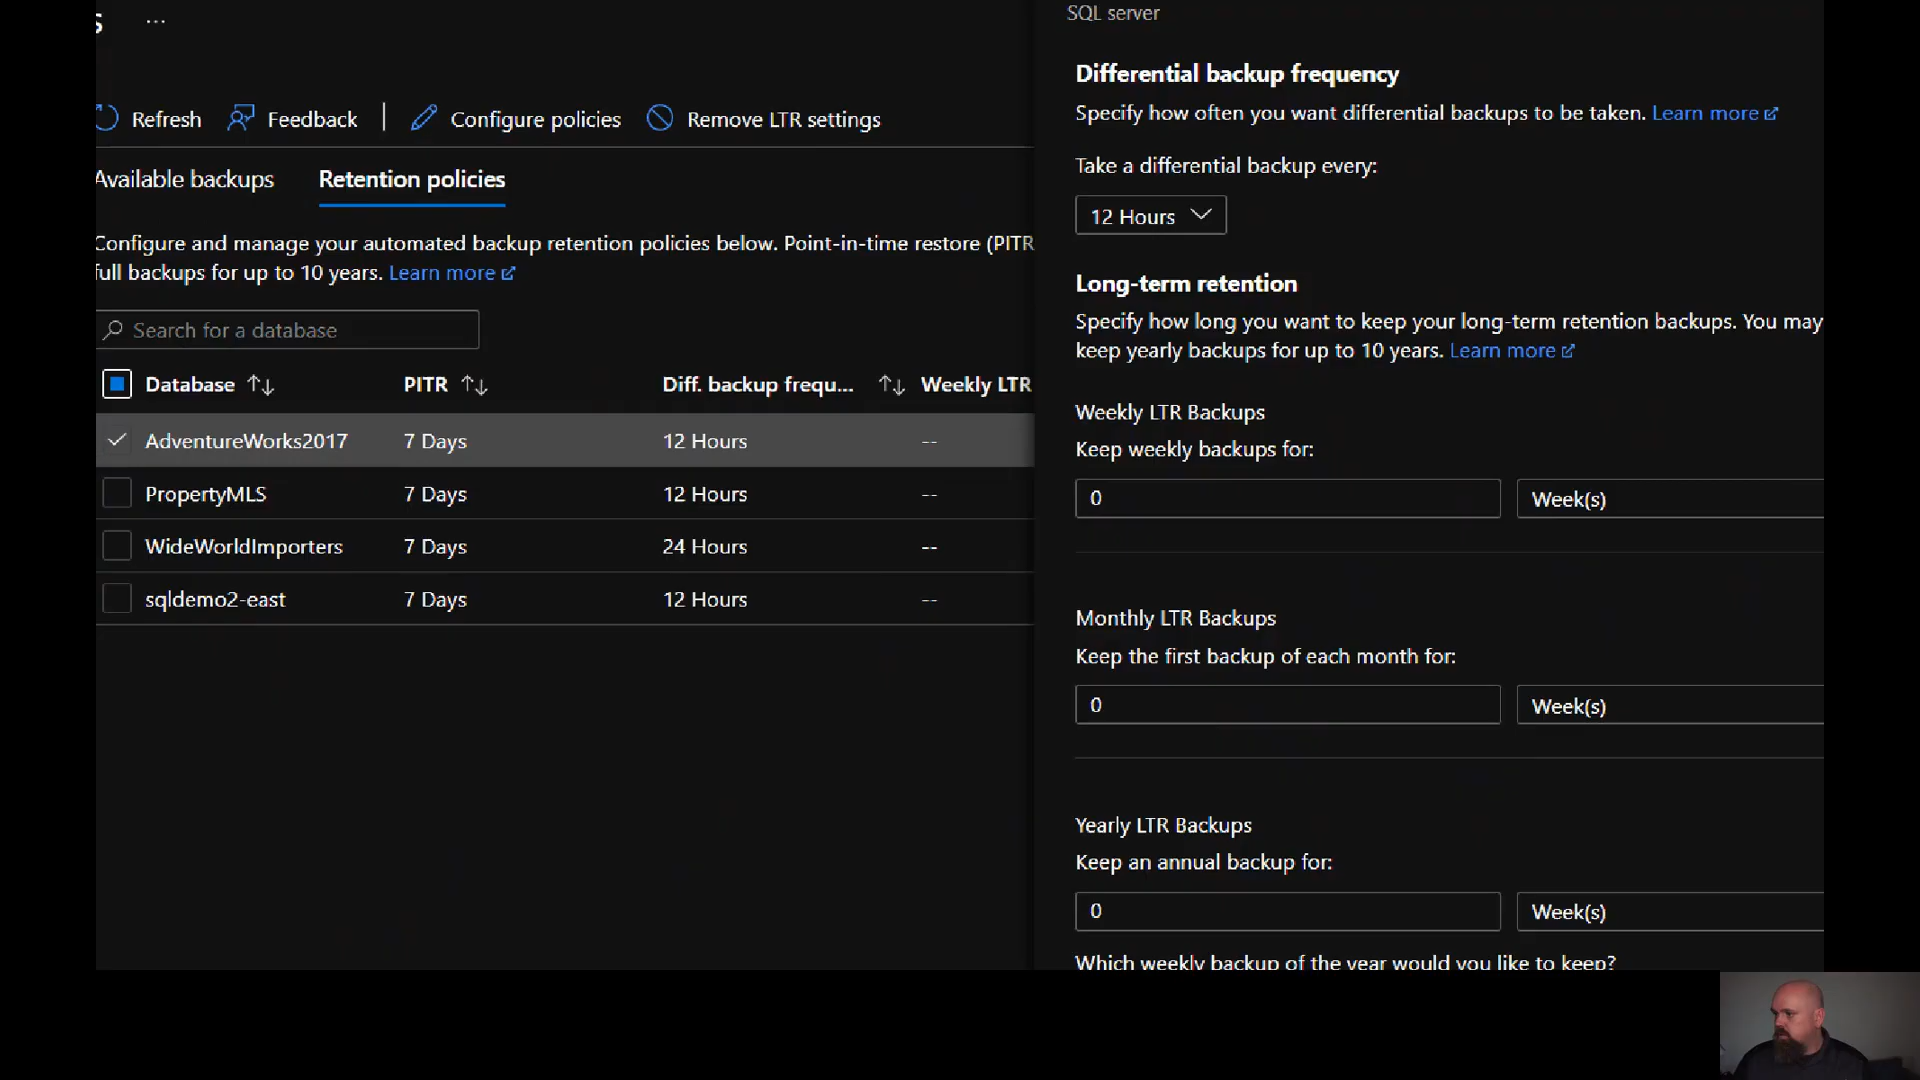 s ...
Refresh Feedback | Configure policies Remove LTR settings
Available backups Retention policies
Configure and manage your automated backup retention policies below. Point-in-time restore (PITR
full backups for up to 10 years. Learn more
Search for a database
Database PITR Diff. backup frequ... Weekly LTR
AdventureWorks2017 7 Days 12 Hours --
PropertyMLS 7 Days 12 Hours --
WideWorldImporters 7 Days 24 Hours --
sqldemo2-east 7 Days 12 Hours --
SQL server
Differential backup frequency
Specify how often you want differential backups to be taken. Learn more
Take a differential backup every:
12 Hours
Long-term retention
Specify how long you want to keep your long-term retention backups. You may
keep yearly backups for up to 10 years. Learn more
Weekly LTR Backups
Keep weekly backups for:
0 Week(s)
Monthly LTR Backups
Keep the first backup of each month for:
0 Week(s)
Yearly LTR Backups
Keep an annual backup for:
0 Week(s)
Which weekly backup of the year would you like to keep?